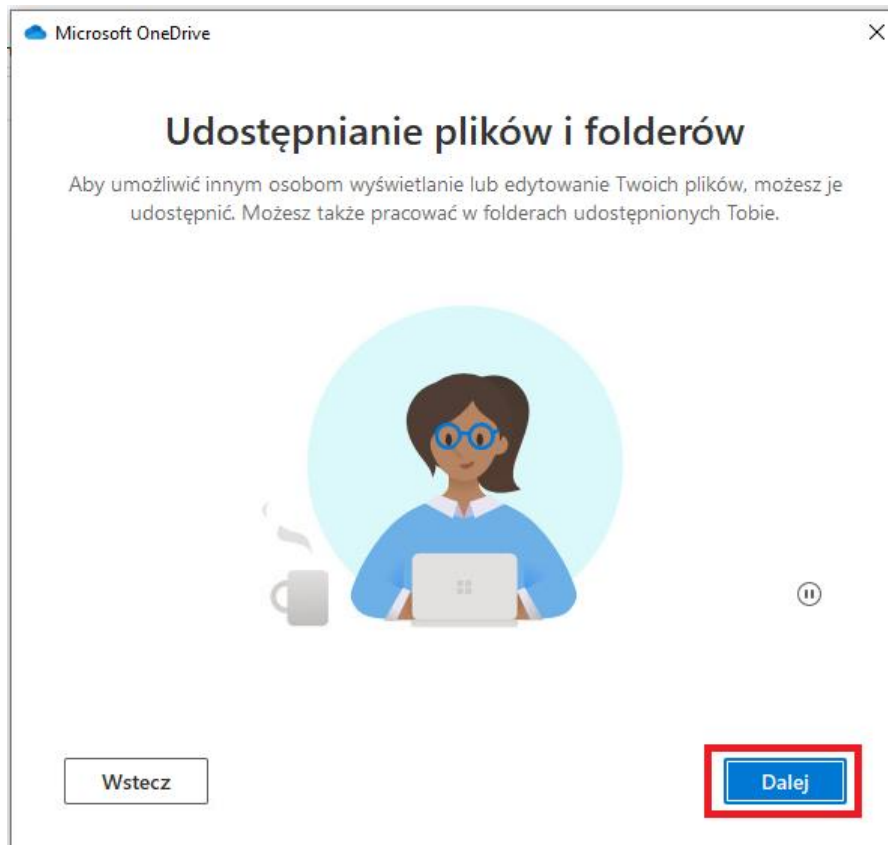 Microsoft OneDrive
Udostępnianie plików i folderów
Aby umożliwić innym osobom wyświetlanie lub edytowanie Twoich plików, możesz je
udostępnić. Możesz także pracować w folderach udostępnionych Tobie.
Wstecz
Dalej